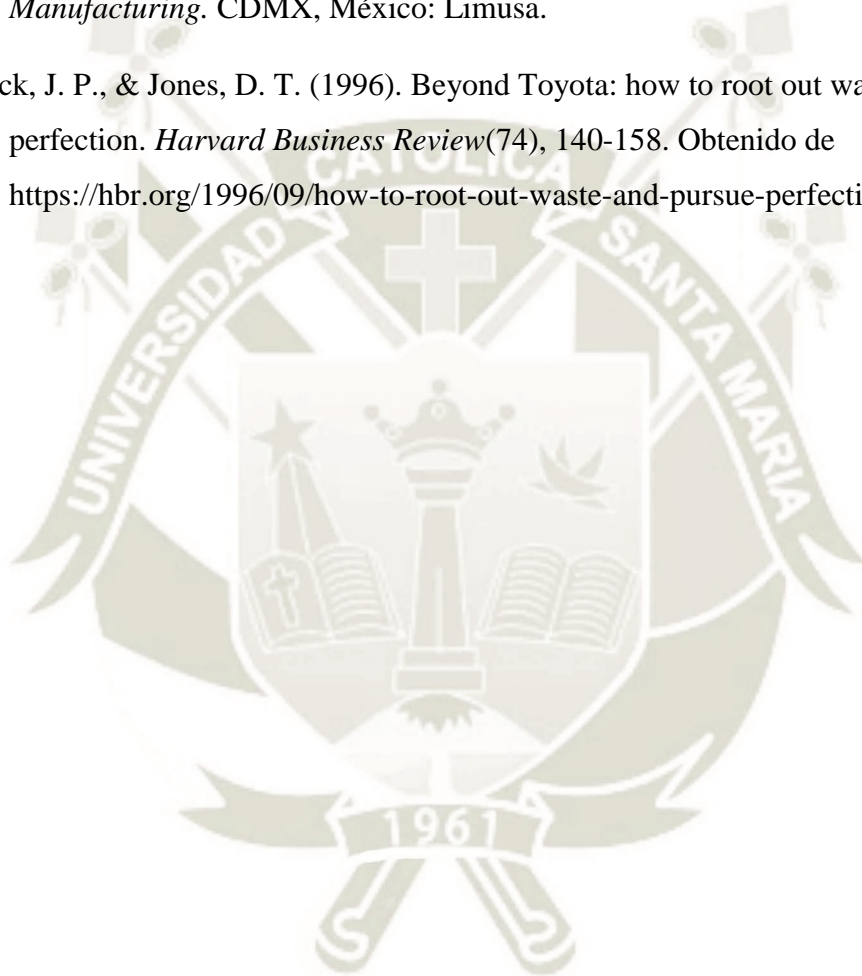 Manufacturing. CDMX, México: Limusa.
ck, J. P., & Jones, D. T. (1996). Beyond Toyota: how to root out wa
perfection. Harvard Business Review(74), 140-158. Obtenido de
https://hbr.org/1996/09/how-to-root-out-waste-and-pursue-perfecti
CATOLICA
UNIVERSIDAD
SANTA MARIA
1961